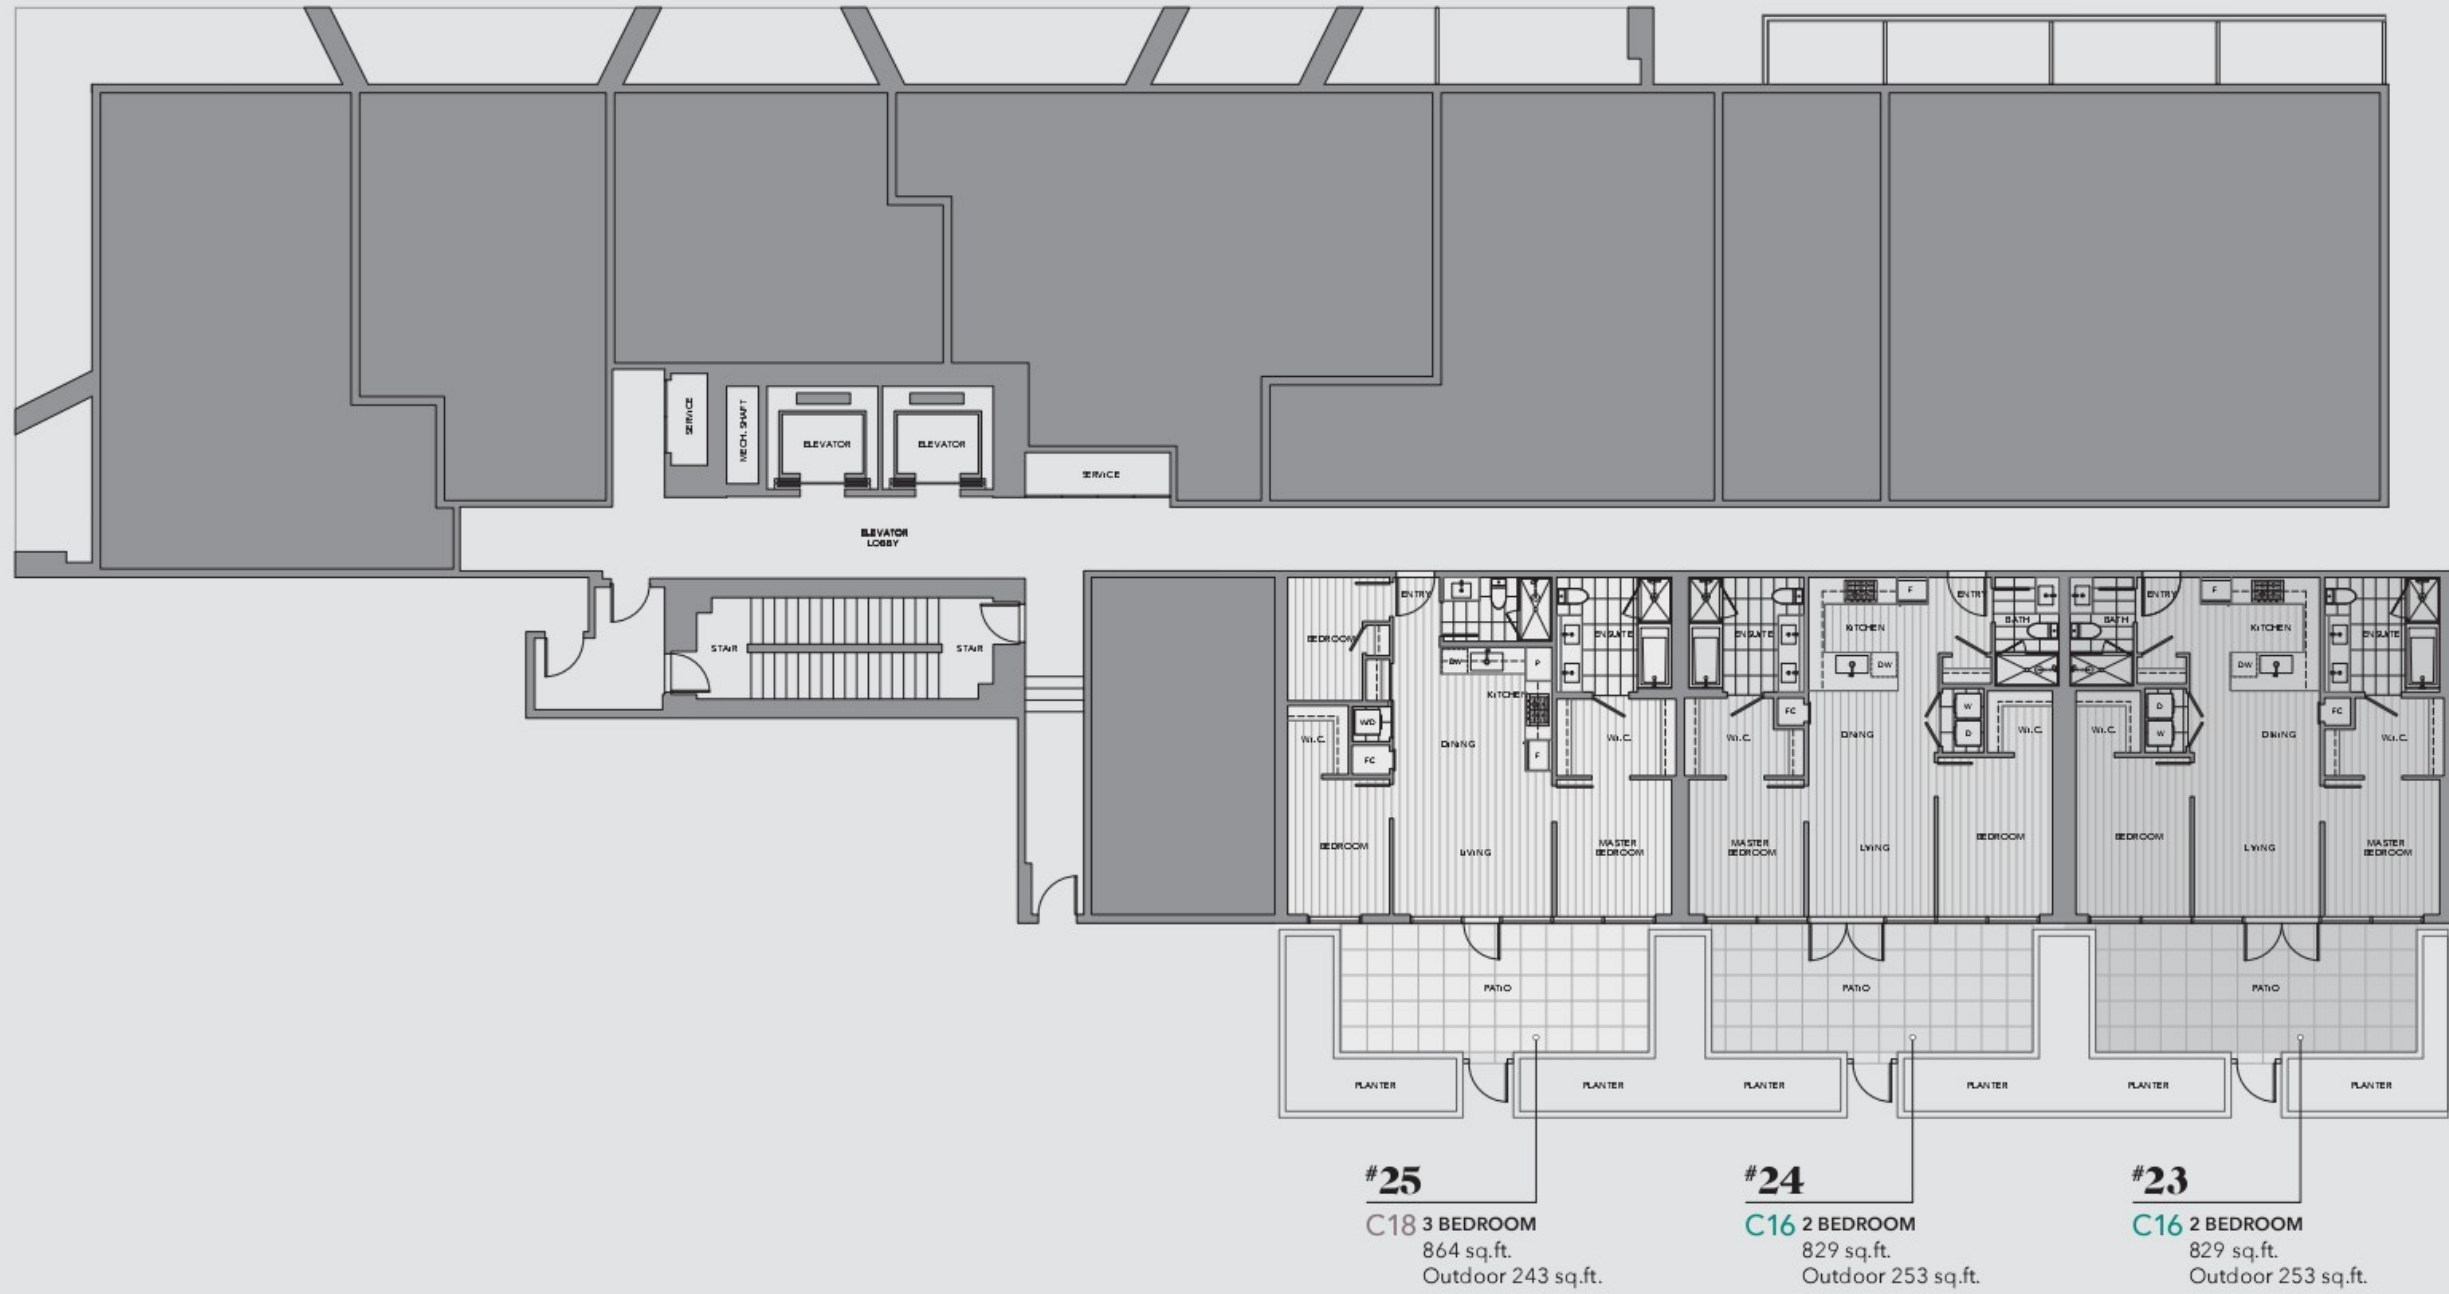 SERVICE
MECH. SHAFT
ELEVATOR
ELEVATOR
SERVICE
ELEVATOR
LOBBY
STAIR
STAIR
BEDROOM
ENTRY
ENSUITE
DW
P
KITCHEN
W.I.C.
WD
FC
DINING
F
W.I.C.
BEDROOM
LIVING
MASTER
BEDROOM
PATIO
ENSUITE
KITCHEN
F
ENTRY
BATH
DW
W.I.C.
FC
DINING
W
D
W.I.C.
MASTER
BEDROOM
LIVING
BEDROOM
PATIO
BATH
ENTRY
F
KITCHEN
ENSUITE
DW
W.I.C.
D
W
DINING
FC
W.I.C.
BEDROOM
LIVING
MASTER
BEDROOM
PATIO
PLANTER
PLANTER
PLANTER
PLANTER
PLANTER
PLANTER
#25
C18 3 BEDROOM
864 sq.ft.
Outdoor 243 sq.ft.
#24
C16 2 BEDROOM
829 sq.ft.
Outdoor 253 sq.ft.
#23
C16 2 BEDROOM
829 sq.ft.
Outdoor 253 sq.ft.